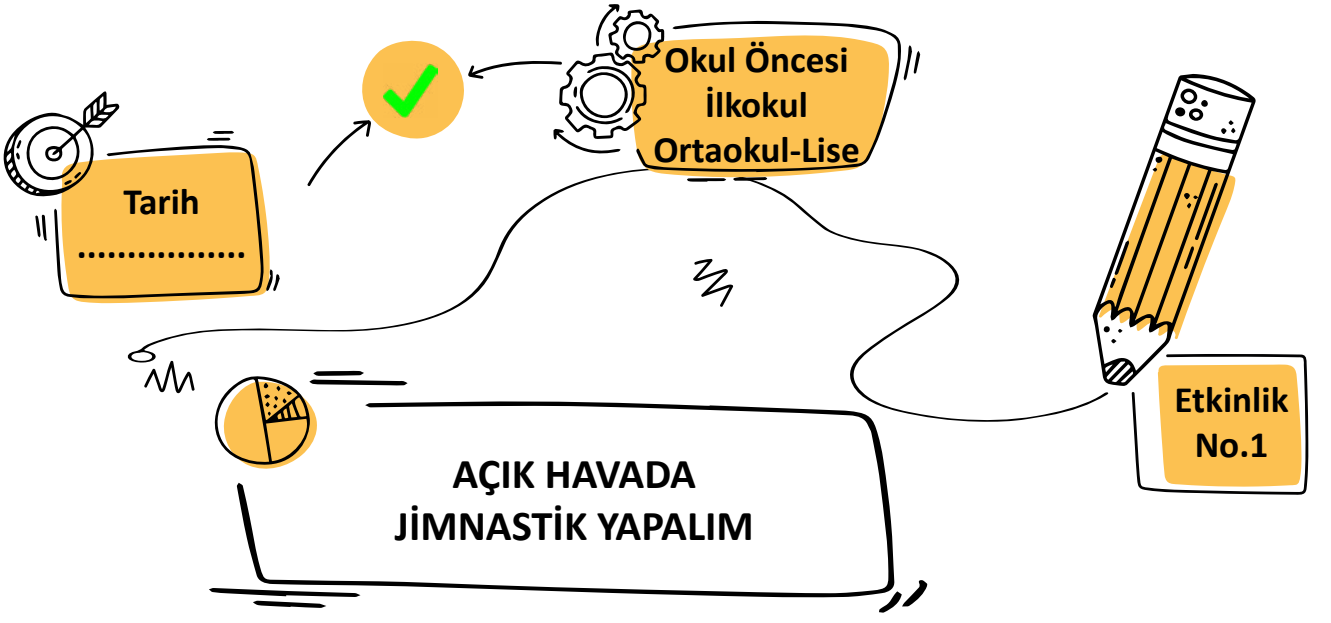 Okul Öncesi
İlkokul
Ortaokul-Lise
Tarih
.................
Etkinlik
No.1
AÇIK HAVADA
JİMNASTİK YAPALIM